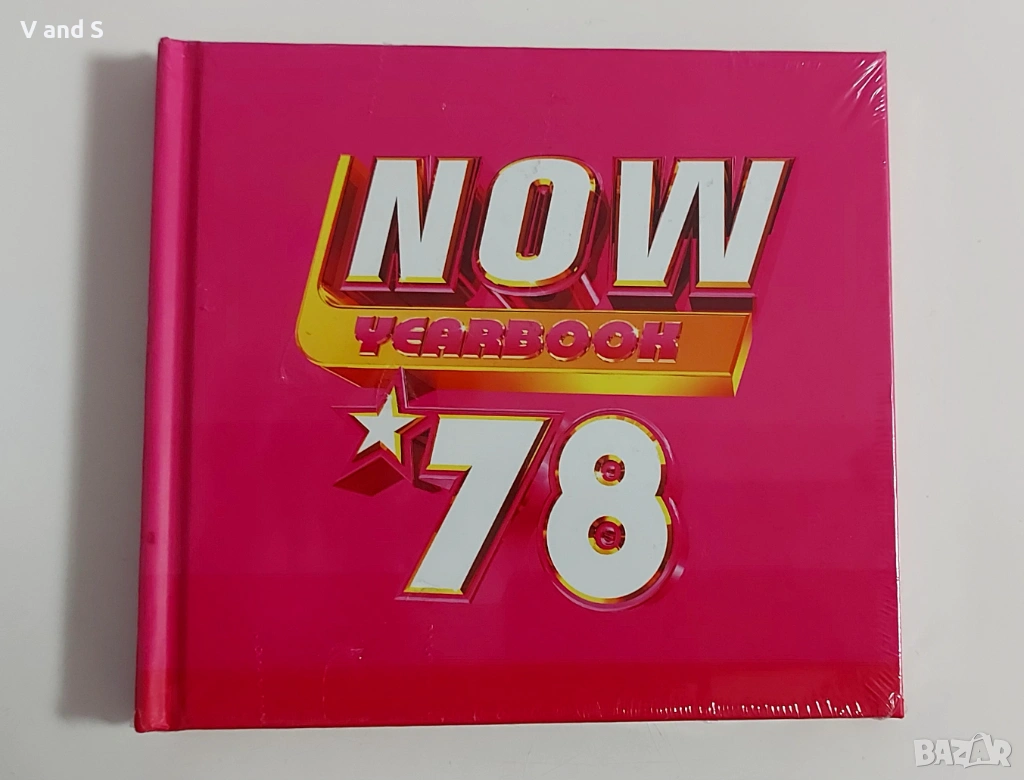 V and S
NOW
YEARBOOK
'78
BAZAR